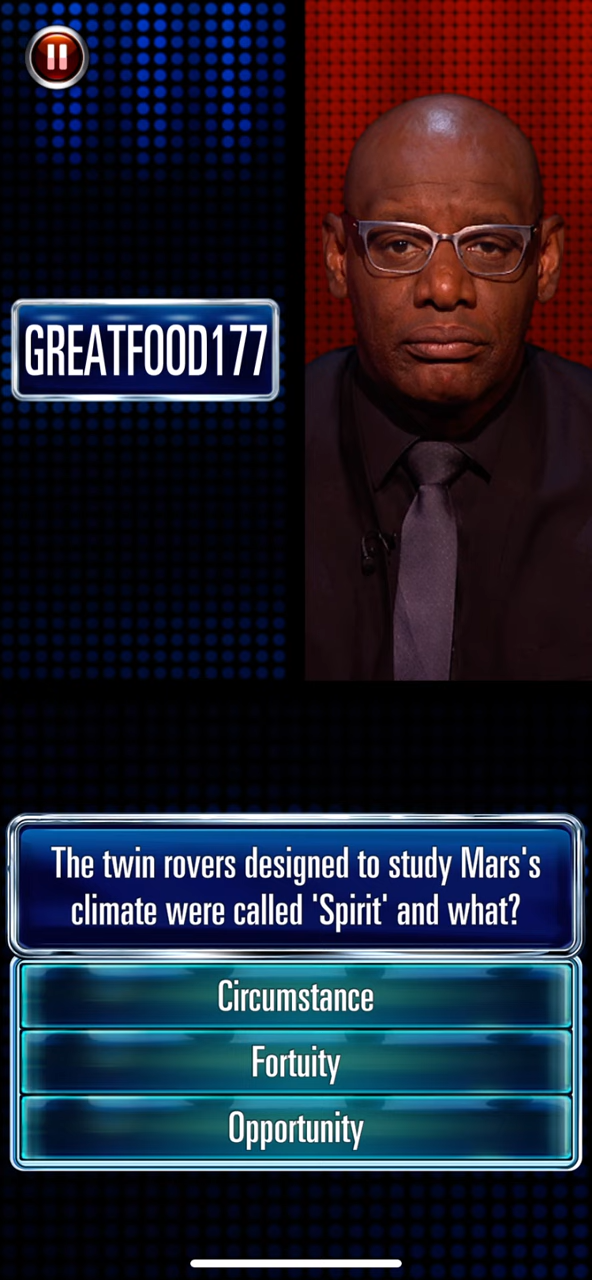 GREATFOOD177
The twin rovers designed to study Mars's
climate were called 'Spirit' and what?
Circumstance
Fortuity
Opportunity